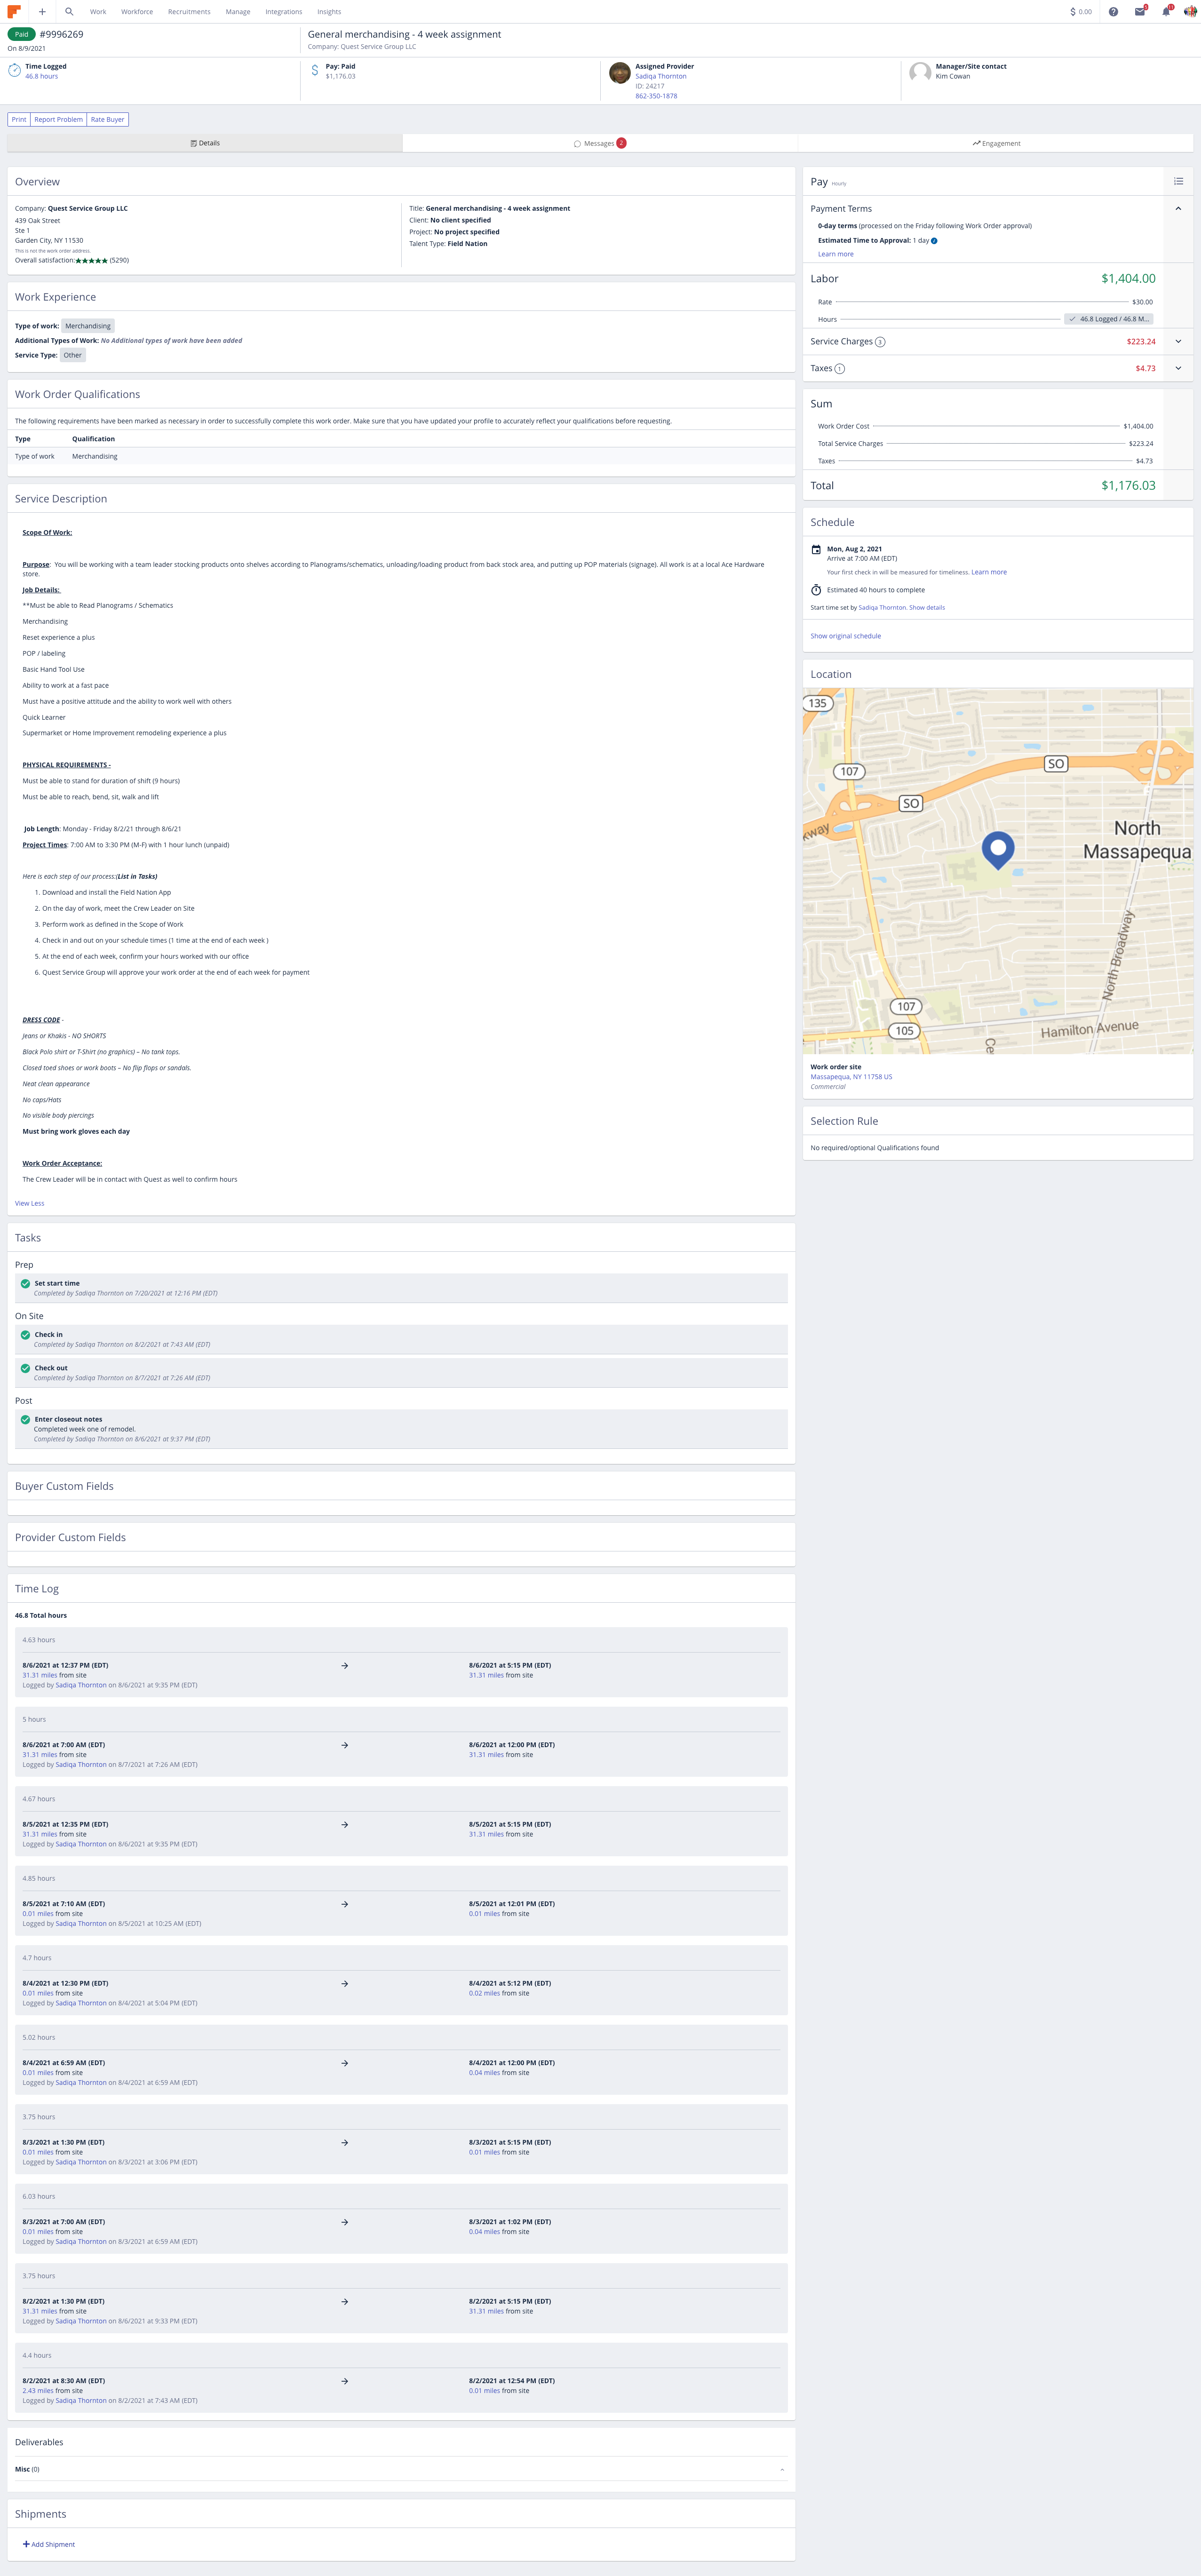 Work Workforce Recruitments Manage Integrations Insights 0.00
Paid #9996269
On 8/9/2021
General merchandising - 4 week assignment
Company: Quest Service Group LLC
Time Logged
46.8 hours
Pay: Paid
$1,176.03
Assigned Provider
Sadiqa Thornton
ID: 24217
862-350-1878
Manager/Site contact
Kim Cowan
Print Report Problem Rate Buyer
Details Messages 2 Engagement
Overview
Company: Quest Service Group LLC
439 Oak Street
Ste 1
Garden City, NY 11530
This is not the work order address.
Overall satisfaction: (5290)
Title: General merchandising - 4 week assignment
Client: No client specified
Project: No project specified
Talent Type: Field Nation
Work Experience
Type of work: Merchandising
Additional Types of Work: No Additional types of work have been added
Service Type: Other
Work Order Qualifications
The following requirements have been marked as necessary in order to successfully complete this work order. Make sure that you have updated your profile to accurately reflect your qualifications before requesting.
Type Qualification
Type of work Merchandising
Service Description
Scope Of Work:
Purpose: You will be working with a team leader stocking products onto shelves according to Planograms/schematics, unloading/loading product from back stock area, and putting up POP materials (signage). All work is at a local Ace Hardware
store.
Job Details:
**Must be able to Read Planograms / Schematics
Merchandising
Reset experience a plus
POP / labeling
Basic Hand Tool Use
Ability to work at a fast pace
Must have a positive attitude and the ability to work well with others
Quick Learner
Supermarket or Home Improvement remodeling experience a plus
PHYSICAL REQUIREMENTS -
Must be able to stand for duration of shift (9 hours)
Must be able to reach, bend, sit, walk and lift
Job Length: Monday - Friday 8/2/21 through 8/6/21
Project Times: 7:00 AM to 3:30 PM (M-F) with 1 hour lunch (unpaid)
Here is each step of our process:(List in Tasks)
1. Download and install the Field Nation App
2. On the day of work, meet the Crew Leader on Site
3. Perform work as defined in the Scope of Work
4. Check in and out on your schedule times (1 time at the end of each week )
5. At the end of each week, confirm your hours worked with our office
6. Quest Service Group will approve your work order at the end of each week for payment
DRESS CODE -
Jeans or Khakis - NO SHORTS
Black Polo shirt or T-Shirt (no graphics) – No tank tops.
Closed toed shoes or work boots – No flip flops or sandals.
Neat clean appearance
No caps/Hats
No visible body piercings
Must bring work gloves each day
Work Order Acceptance:
The Crew Leader will be in contact with Quest as well to confirm hours
View Less
Tasks
Prep
Set start time
Completed by Sadiqa Thornton on 7/20/2021 at 12:16 PM (EDT)
On Site
Check in
Completed by Sadiqa Thornton on 8/2/2021 at 7:43 AM (EDT)
Check out
Completed by Sadiqa Thornton on 8/7/2021 at 7:26 AM (EDT)
Post
Enter closeout notes
Completed week one of remodel.
Completed by Sadiqa Thornton on 8/6/2021 at 9:37 PM (EDT)
Buyer Custom Fields
Provider Custom Fields
Time Log
46.8 Total hours
4.63 hours
8/6/2021 at 12:37 PM (EDT) 8/6/2021 at 5:15 PM (EDT)
31.31 miles from site 31.31 miles from site
Logged by Sadiqa Thornton on 8/6/2021 at 9:35 PM (EDT)
5 hours
8/6/2021 at 7:00 AM (EDT) 8/6/2021 at 12:00 PM (EDT)
31.31 miles from site 31.31 miles from site
Logged by Sadiqa Thornton on 8/7/2021 at 7:26 AM (EDT)
4.67 hours
8/5/2021 at 12:35 PM (EDT) 8/5/2021 at 5:15 PM (EDT)
31.31 miles from site 31.31 miles from site
Logged by Sadiqa Thornton on 8/6/2021 at 9:35 PM (EDT)
4.85 hours
8/5/2021 at 7:10 AM (EDT) 8/5/2021 at 12:01 PM (EDT)
0.01 miles from site 0.01 miles from site
Logged by Sadiqa Thornton on 8/5/2021 at 10:25 AM (EDT)
4.7 hours
8/4/2021 at 12:30 PM (EDT) 8/4/2021 at 5:12 PM (EDT)
0.01 miles from site 0.02 miles from site
Logged by Sadiqa Thornton on 8/4/2021 at 5:04 PM (EDT)
5.02 hours
8/4/2021 at 6:59 AM (EDT) 8/4/2021 at 12:00 PM (EDT)
0.01 miles from site 0.04 miles from site
Logged by Sadiqa Thornton on 8/4/2021 at 6:59 AM (EDT)
3.75 hours
8/3/2021 at 1:30 PM (EDT) 8/3/2021 at 5:15 PM (EDT)
0.01 miles from site 0.01 miles from site
Logged by Sadiqa Thornton on 8/3/2021 at 3:06 PM (EDT)
6.03 hours
8/3/2021 at 7:00 AM (EDT) 8/3/2021 at 1:02 PM (EDT)
0.01 miles from site 0.04 miles from site
Logged by Sadiqa Thornton on 8/3/2021 at 6:59 AM (EDT)
3.75 hours
8/2/2021 at 1:30 PM (EDT) 8/2/2021 at 5:15 PM (EDT)
31.31 miles from site 31.31 miles from site
Logged by Sadiqa Thornton on 8/6/2021 at 9:33 PM (EDT)
4.4 hours
8/2/2021 at 8:30 AM (EDT) 8/2/2021 at 12:54 PM (EDT)
2.43 miles from site 0.01 miles from site
Logged by Sadiqa Thornton on 8/2/2021 at 7:43 AM (EDT)
Deliverables
Misc (0)
Shipments
Add Shipment
Pay Hourly
Payment Terms
0-day terms (processed on the Friday following Work Order approval)
Estimated Time to Approval: 1 day
Learn more
Labor $1,404.00
Rate $30.00
Hours 46.8 Logged / 46.8 M...
Service Charges 3 $223.24
Taxes 1 $4.73
Sum
Work Order Cost $1,404.00
Total Service Charges $223.24
Taxes $4.73
Total $1,176.03
Schedule
Mon, Aug 2, 2021
Arrive at 7:00 AM (EDT)
Your first check in will be measured for timeliness. Learn more
Estimated 40 hours to complete
Start time set by Sadiqa Thornton. Show details
Show original schedule
Location
135
107
SO
SO
kway
North
Massapequa
North Broadway
107
105
Hamilton Avenue
Ce
Work order site
Massapequa, NY 11758 US
Commercial
Selection Rule
No required/optional Qualifications found